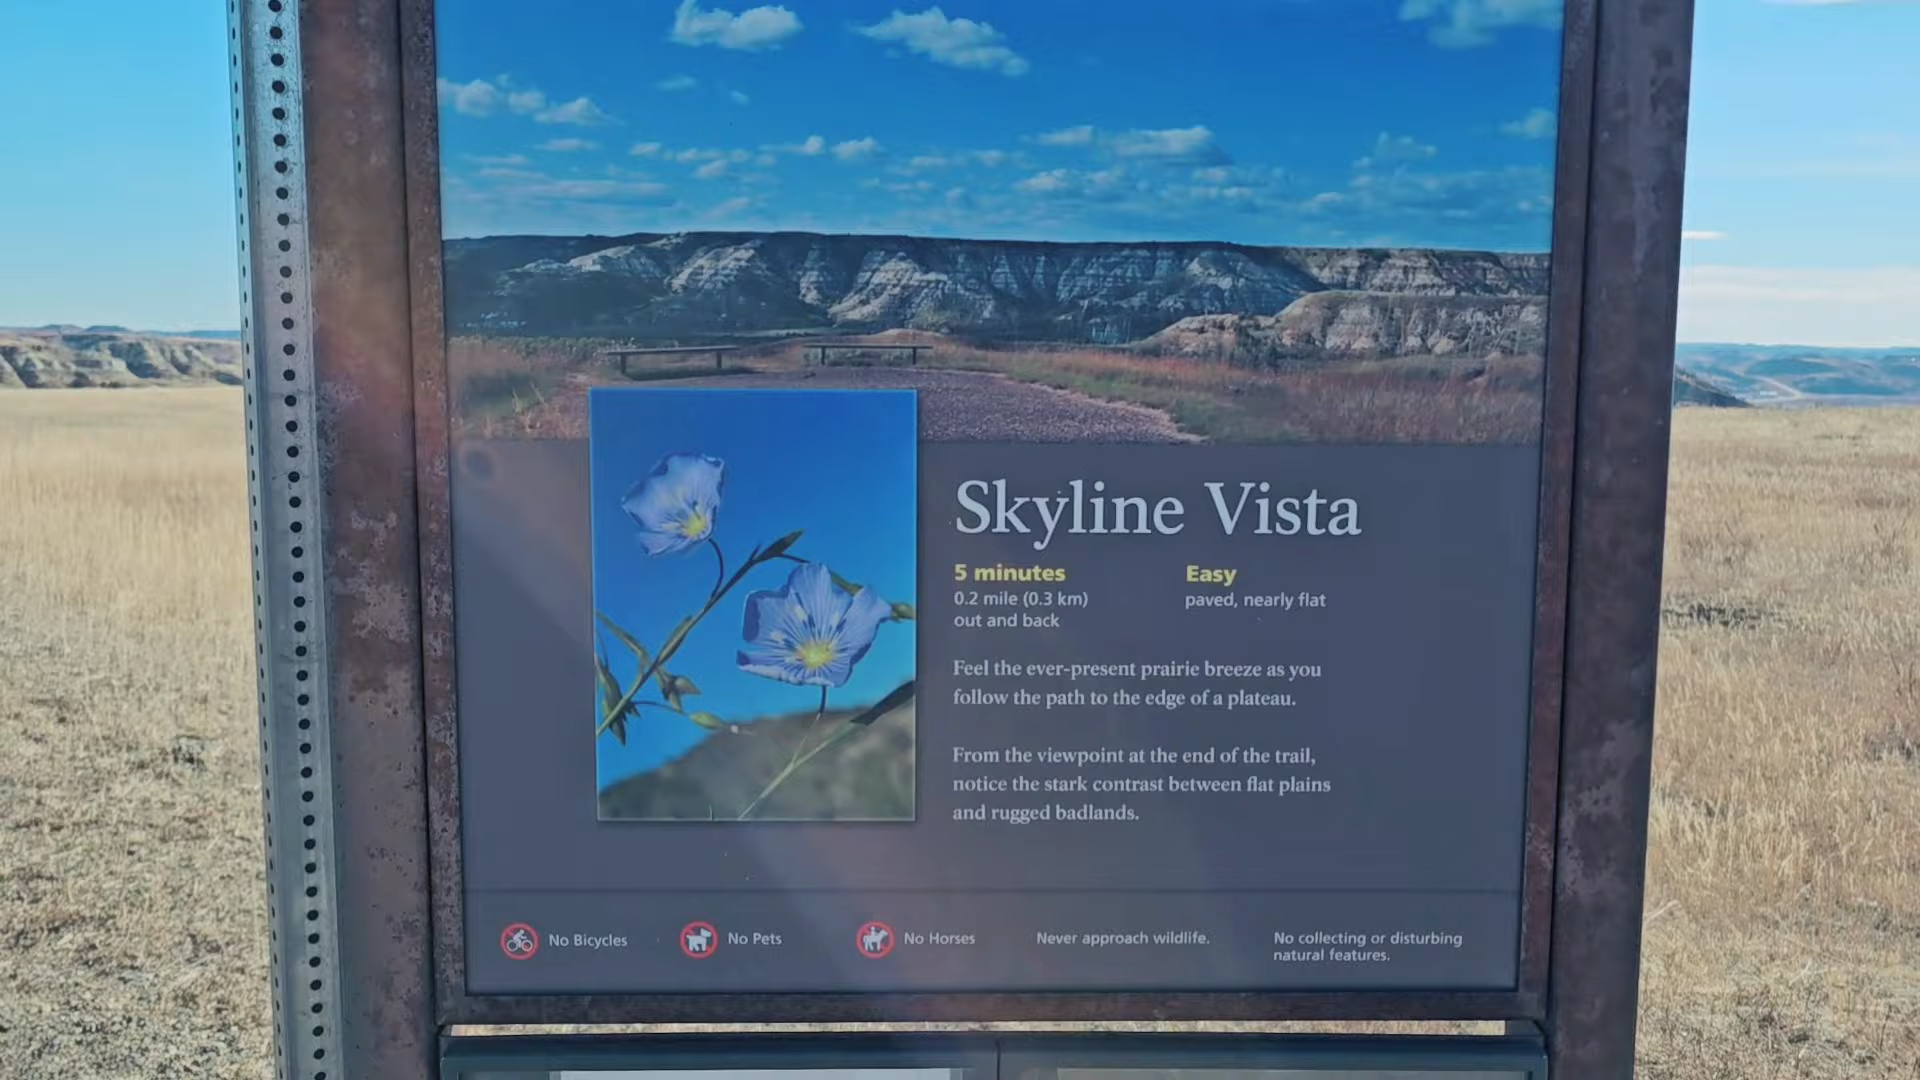 Skyline Vista
5 minutes
0.2 mile (0.3 km)
out and back
Easy
paved, nearly flat
Feel the ever-present prairie breeze as you
follow the path to the edge of a plateau.
From the viewpoint at the end of the trail,
notice the stark contrast between flat plains
and rugged badlands.
No Bicycles
No Pets
No Horses
Never approach wildlife.
No collecting or disturbing
natural features.